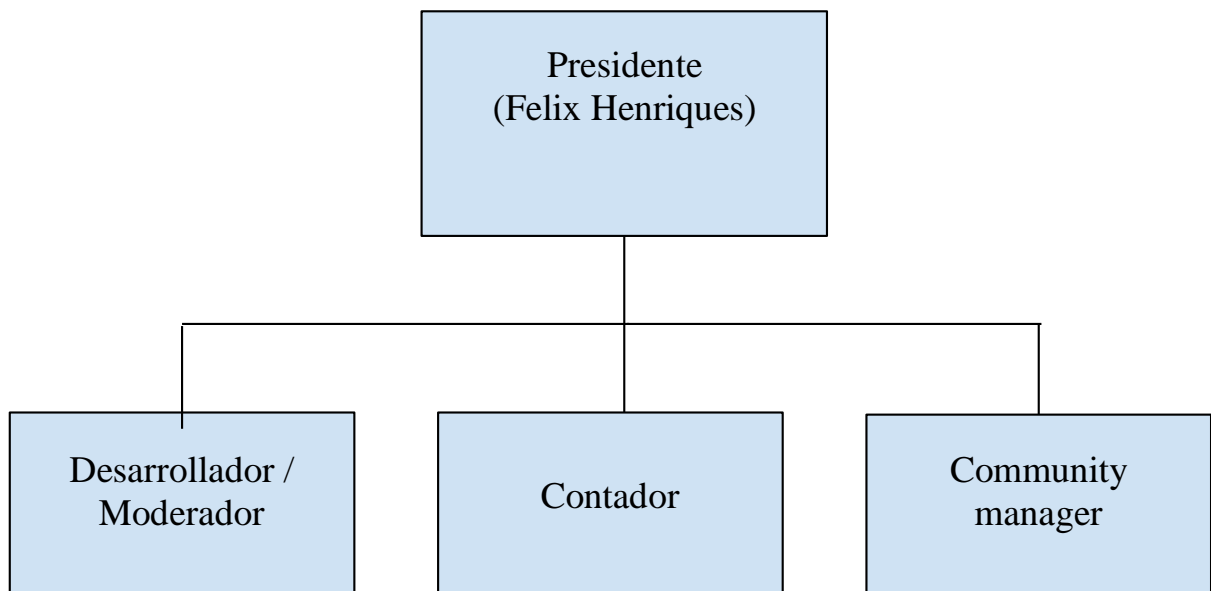 Presidente
(Felix Henriques)
Desarrollador /
Moderador
Contador
Community
manager